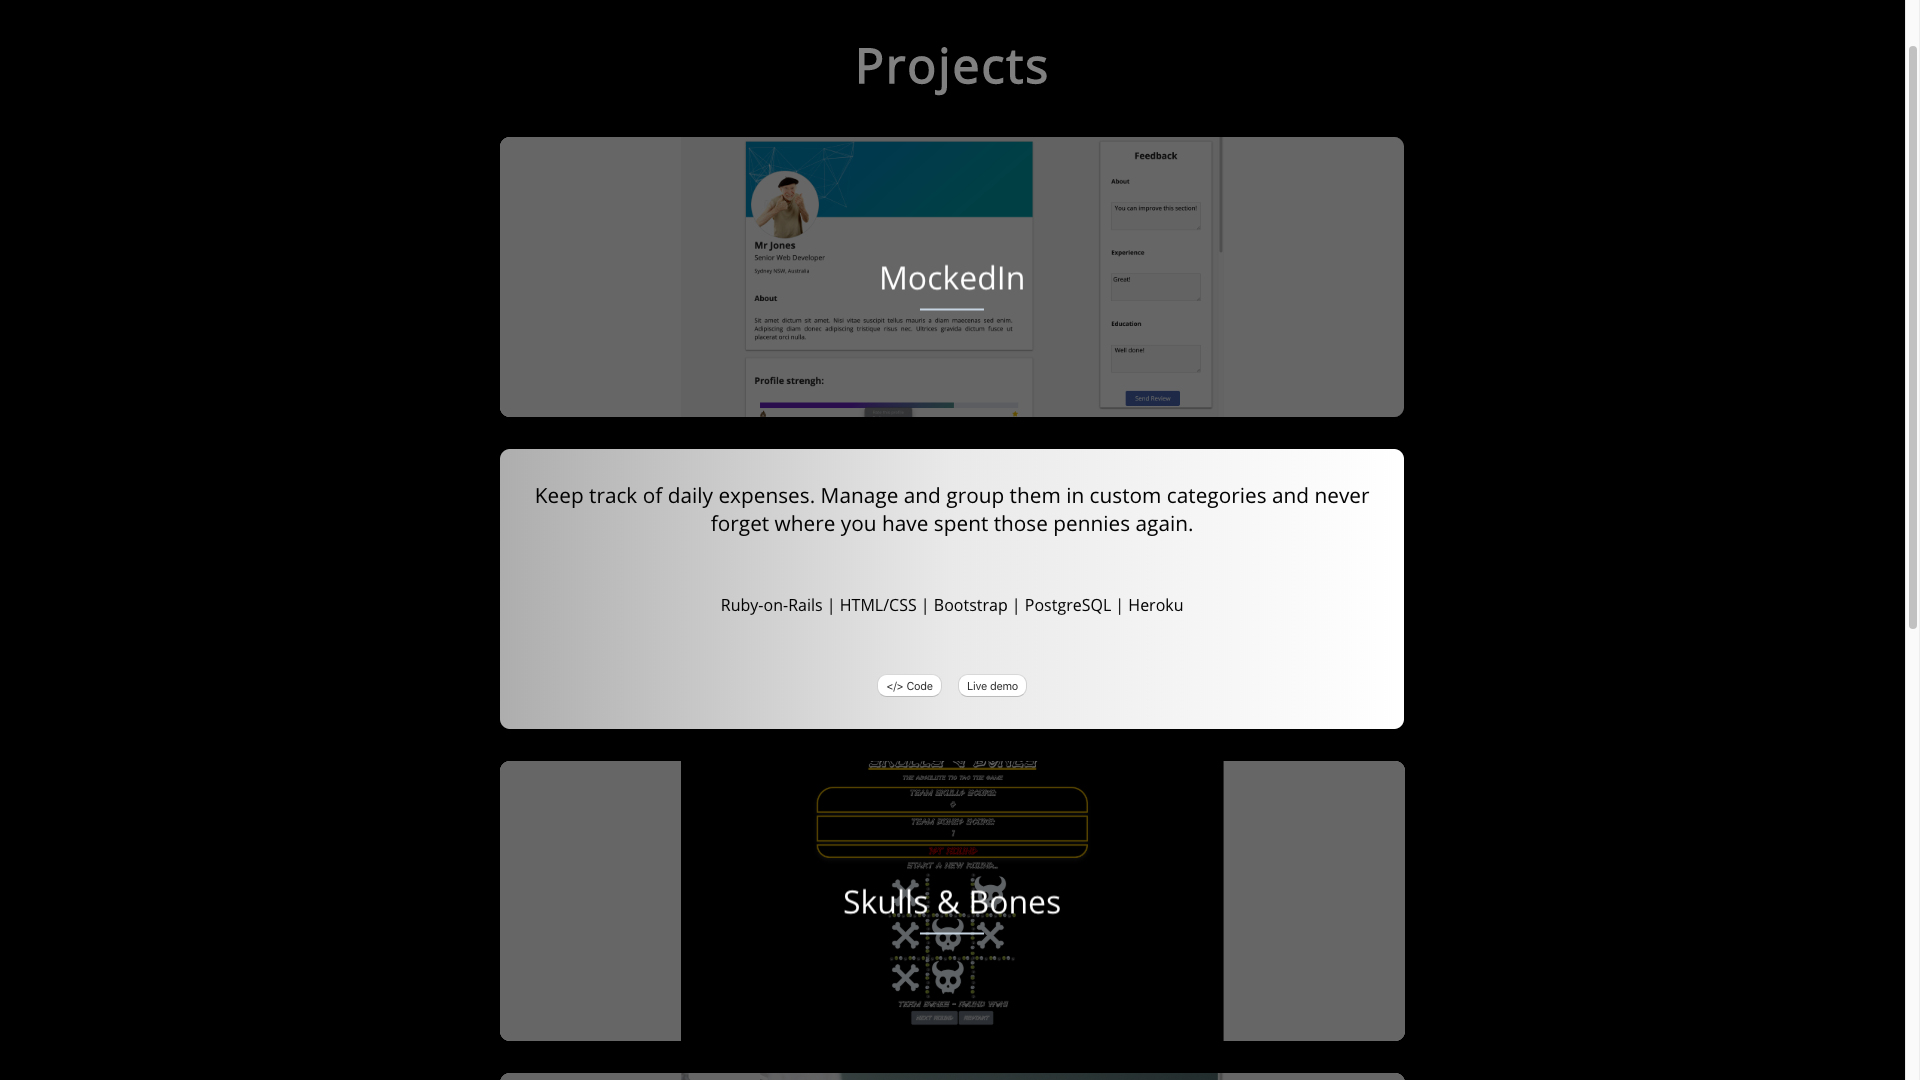 Projects
Feedback
About
You can improve this section!
Mr Jones
Senior Web Developer
Sydney NSW, Australia
Experience
MockedIn
Great!
About
Sit amet dictum sit amet. Nisi vitae suscipit tellus mauris a diam maecenas sed enim.
Adipiscing diam donec adipiscing tristique risus nec. Ultrices gravida dictum fusce ut
placerat orci nulla.
Education
Well done!
Profile strengh:
Send Review
Keep track of daily expenses. Manage and group them in custom categories and never
forget where you have spent those pennies again.
Ruby-on-Rails | HTML/CSS | Bootstrap | PostgreSQL | Heroku
</> Code
Live demo
THE ABSOLUTE TIC TAC TOE GAME
TEAM SKULLS SCORE:
TEAM BONES SCORE:
1
START A NEW ROUND...
Skulls & Bones
TEAM BONES - ROUND WON!
NEXT ROUND
RESTART